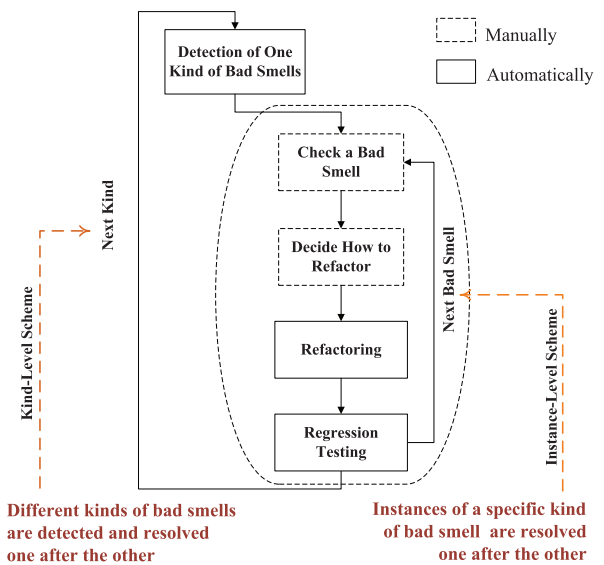 Detection of One
Kind of Bad Smells
Manually
Automatically
Check a Bad
Smell
Decide How to
Refactor
Refactoring
Regression
Testing
Next Kind
Next Bad Smell
Kind-Level Scheme
Instance-Level Scheme
Different kinds of bad smells
are detected and resolved
one after the other
Instances of a specific kind
of bad smell are resolved
one after the other